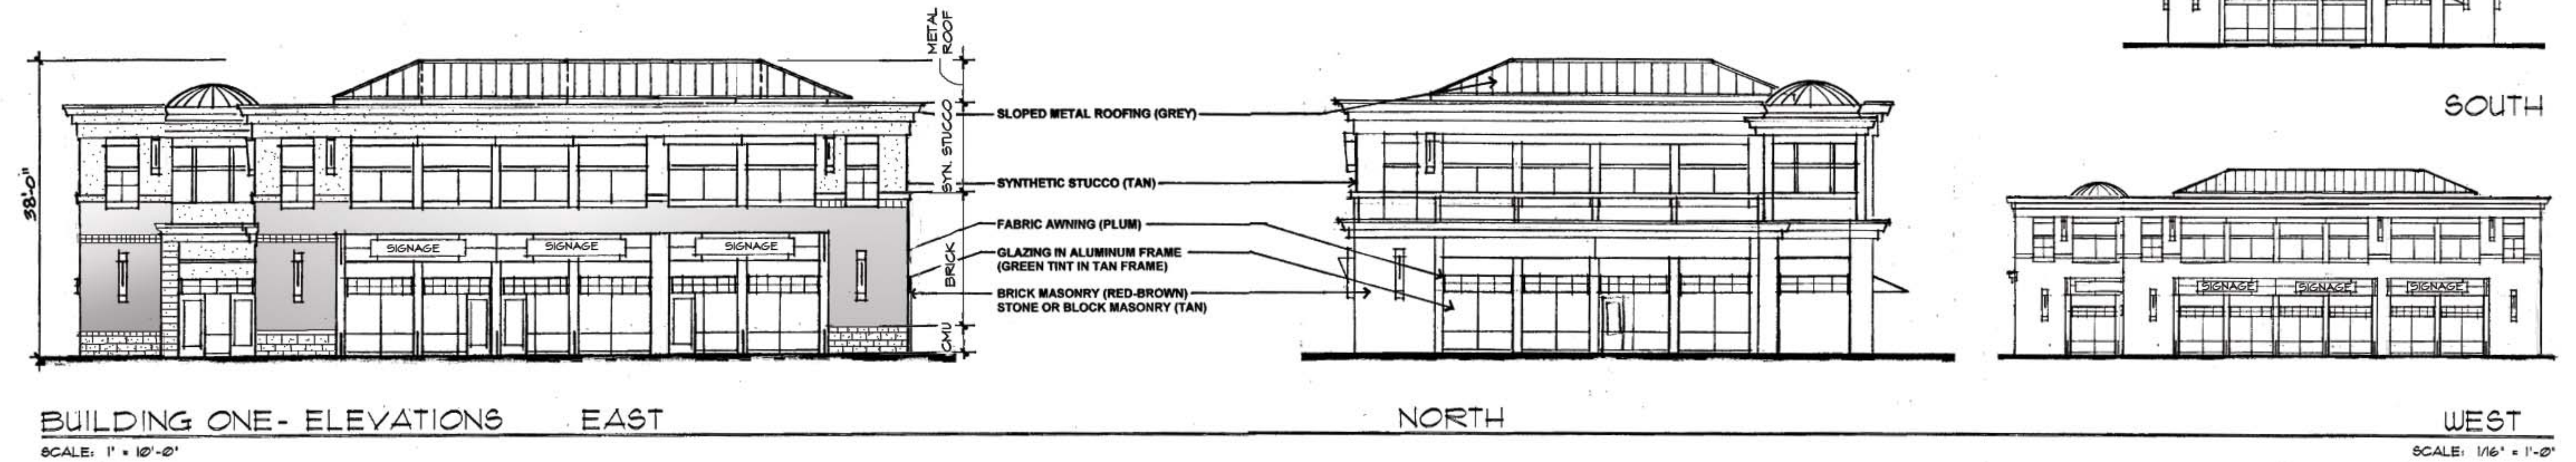 METAL
ROOF
SOUTH
SLOPED METAL ROOFING (GREY)
SYN. STUCCO
38'-0"
SYNTHETIC STUCCO (TAN)
FABRIC AWNING (PLUM)
SIGNAGE
SIGNAGE
SIGNAGE
BRICK
GLAZING IN ALUMINUM FRAME
(GREEN TINT IN TAN FRAME)
BRICK MASONRY (RED-BROWN)
STONE OR BLOCK MASONRY (TAN)
SIGNAGE
SIGNAGE
SIGNAGE
CMU
BUILDING ONE- ELEVATIONS EAST
NORTH
WEST
SCALE: 1" = 10'-0"
SCALE: 1/16" = 1'-0"